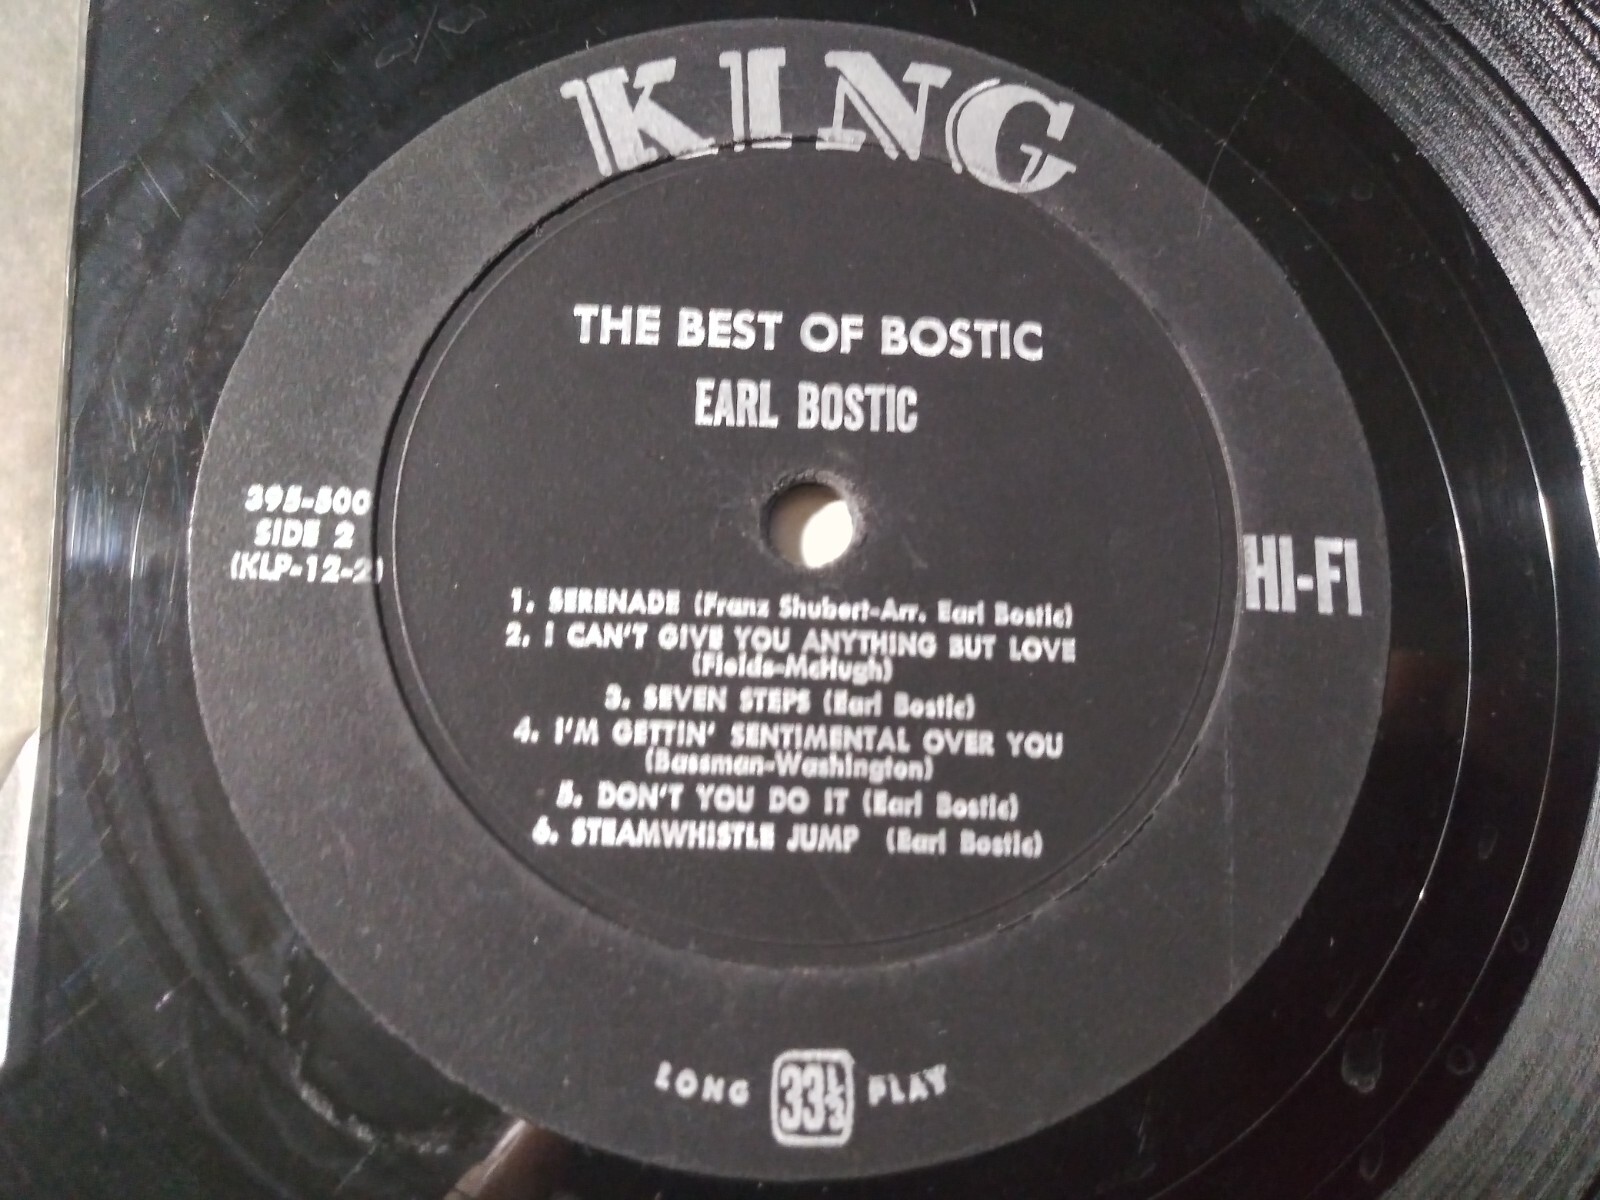 KING
THE BEST OF BOSTIC
EARL BOSTIC
395-500
SIDE 2
(KLP-12-2)
HI-FI
1. SERENADE (Franz Shubert-Arr. Earl Bostic)
2. I CAN'T GIVE YOU ANYTHING BUT LOVE
(Fields-McHugh)
3. SEVEN STEPS (Earl Bostic)
4. I'M GETTIN' SENTIMENTAL OVER YOU
(Bassman-Washington)
5. DON'T YOU DO IT (Earl Bostic)
6. STEAMWHISTLE JUMP (Earl Bostic)
LONG 33⅓ PLAY